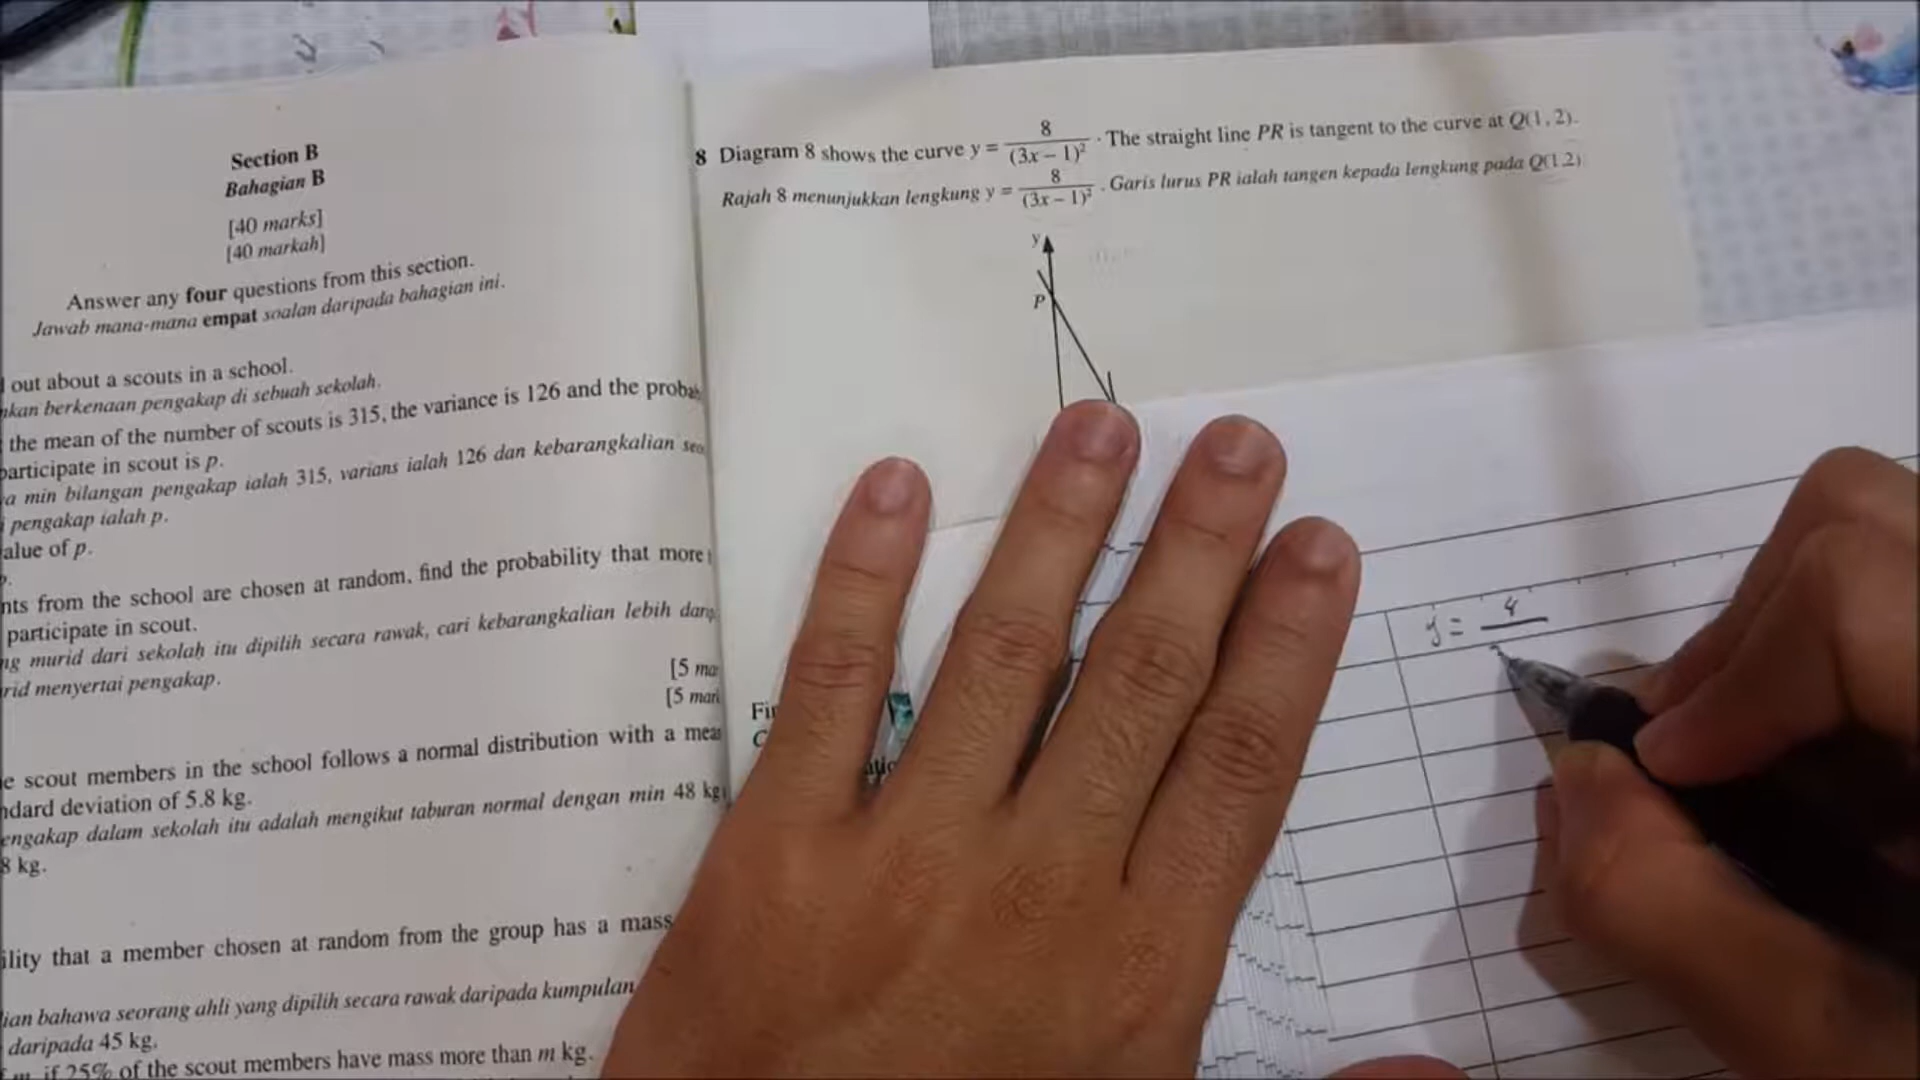 Section B
Bahagian B
[40 marks]
[40 markah]
Answer any four questions from this section.
Jawab mana-mana empat soalan daripada bahagian ini.
out about a scouts in a school.
kan berkenaan pengakap di sebuah sekolah.
the mean of the number of scouts is 315, the variance is 126 and the
participate in scout is p.
a min bilangan pengakap ialah 315, varians ialah 126 dan kebarangkalian
pengakap ialah p.
alue of p.
nts from the school are chosen at random, find the probability that more
participate in scout.
ng murid dari sekolah itu dipilih secara rawak, cari kebarangkalian lebih
rid menyertai pengakap.
[5
[5
e scout members in the school follows a normal distribution with a
ndard deviation of 5.8 kg.
engakap dalam sekolah itu adalah mengikut taburan normal dengan min 48 kg
8 kg.
ility that a member chosen at random from the group has a mass
ian bahawa seorang ahli yang dipilih secara rawak daripada kumpulan
daripada 45 kg.
m, if 25% of the scout members have mass more than m kg.
8 Diagram 8 shows the curve y = 8/(3x – 1)². The straight line PR is tangent to the curve at Q(1, 2).
Rajah 8 menunjukkan lengkung y = 8/(3x – 1)². Garis lurus PR ialah tangen kepada lengkung pada Q(1,2)
y
P
y =